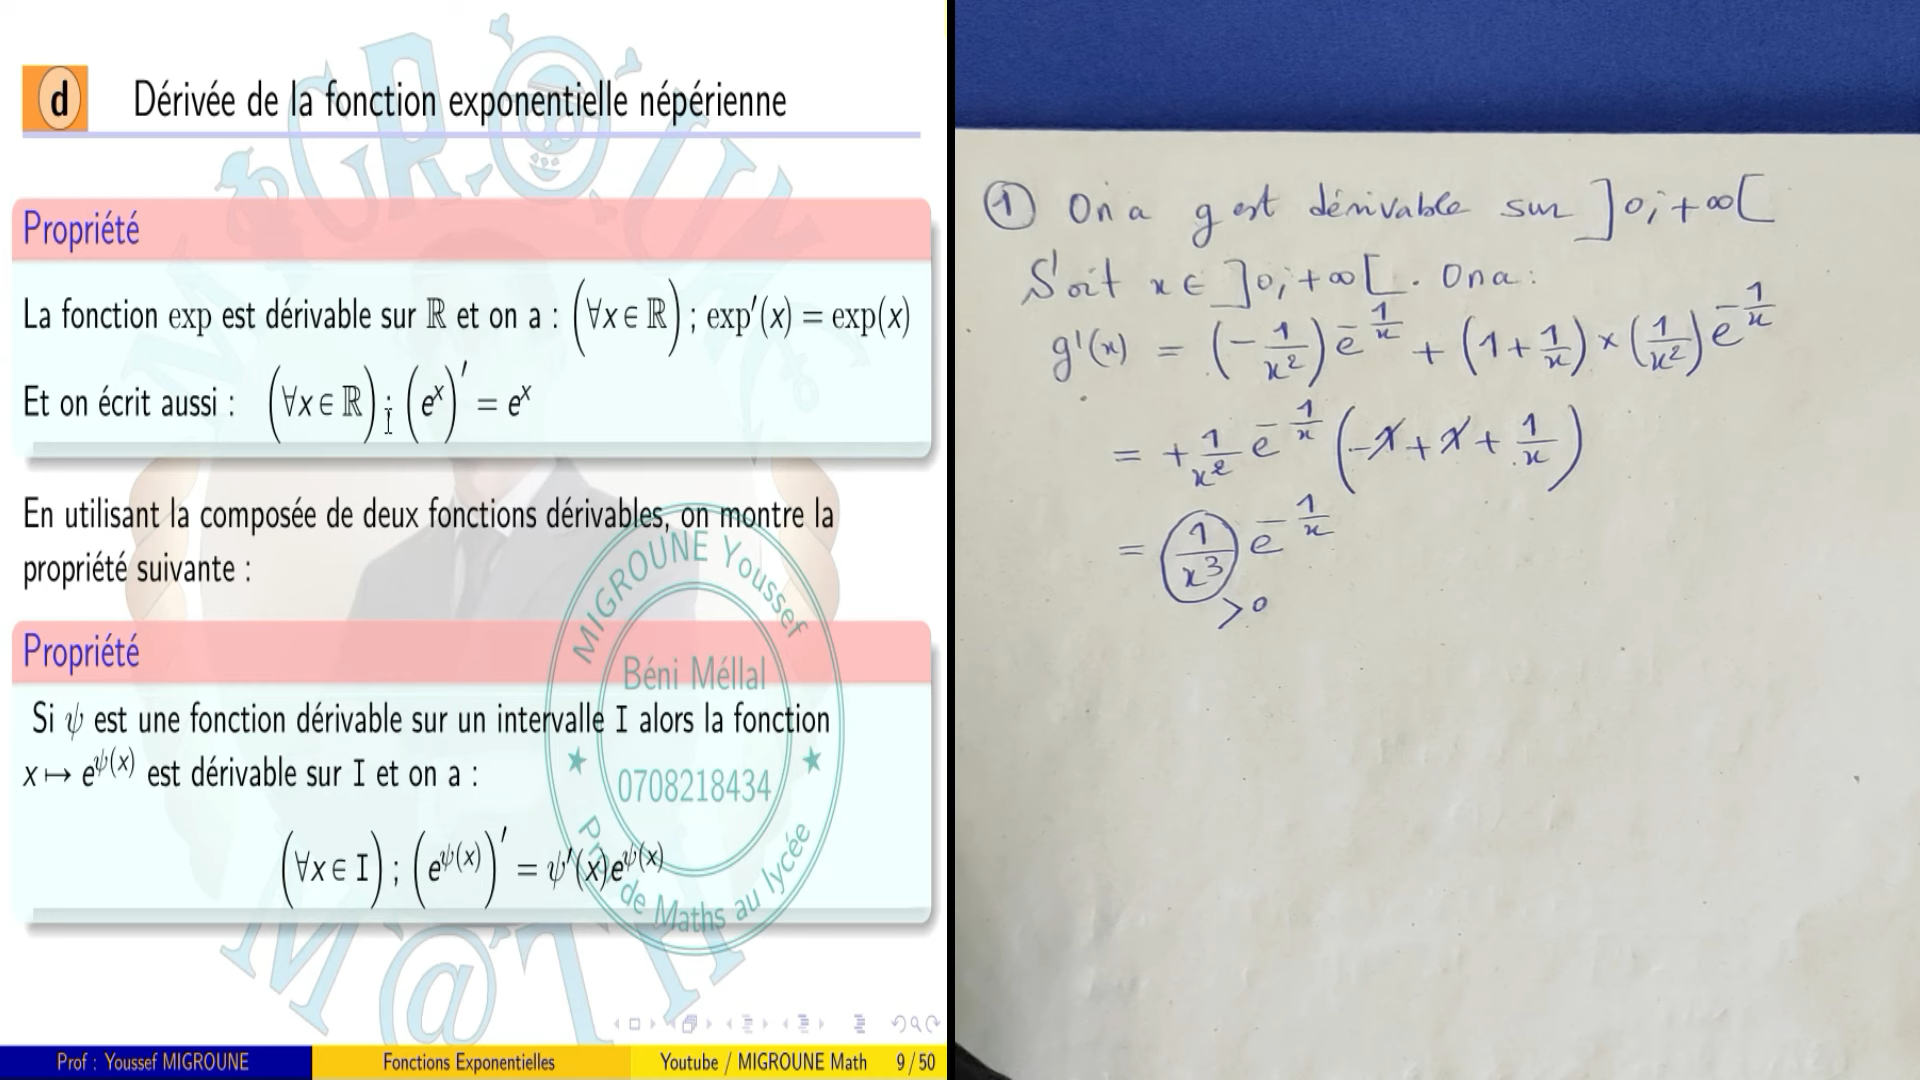 d Dérivée de la fonction exponentielle népérienne
Propriété
La fonction exp est dérivable sur ℝ et on a : (∀x ∈ ℝ) ; exp′(x) = exp(x)
Et on écrit aussi : (∀x ∈ ℝ) ; (e^x)′ = e^x
En utilisant la composée de deux fonctions dérivables, on montre la
propriété suivante :
Propriété
Si ψ est une fonction dérivable sur un intervalle I alors la fonction
x ↦ e^ψ(x) est dérivable sur I et on a :
(∀x ∈ I) ; (e^ψ(x))′ = ψ′(x)e^ψ(x)
MIGROUNE Youssef
Béni Méllal
0708218434
Prof de Maths au lycée
MIGROUNE
M@TH
Prof : Youssef MIGROUNE Fonctions Exponentielles Youtube / MIGROUNE Math 9 / 50
① On a g est dérivable sur ]0;+∞[
Soit x ∈ ]0;+∞[. On a:
g'(x) = (-1/x²) e^(-1/x) + (1+1/x) × (1/x²) e^(-1/x)
= +1/x² e^(-1/x) (-1+1+1/x)
= 1/x³ e^(-1/x)
>0